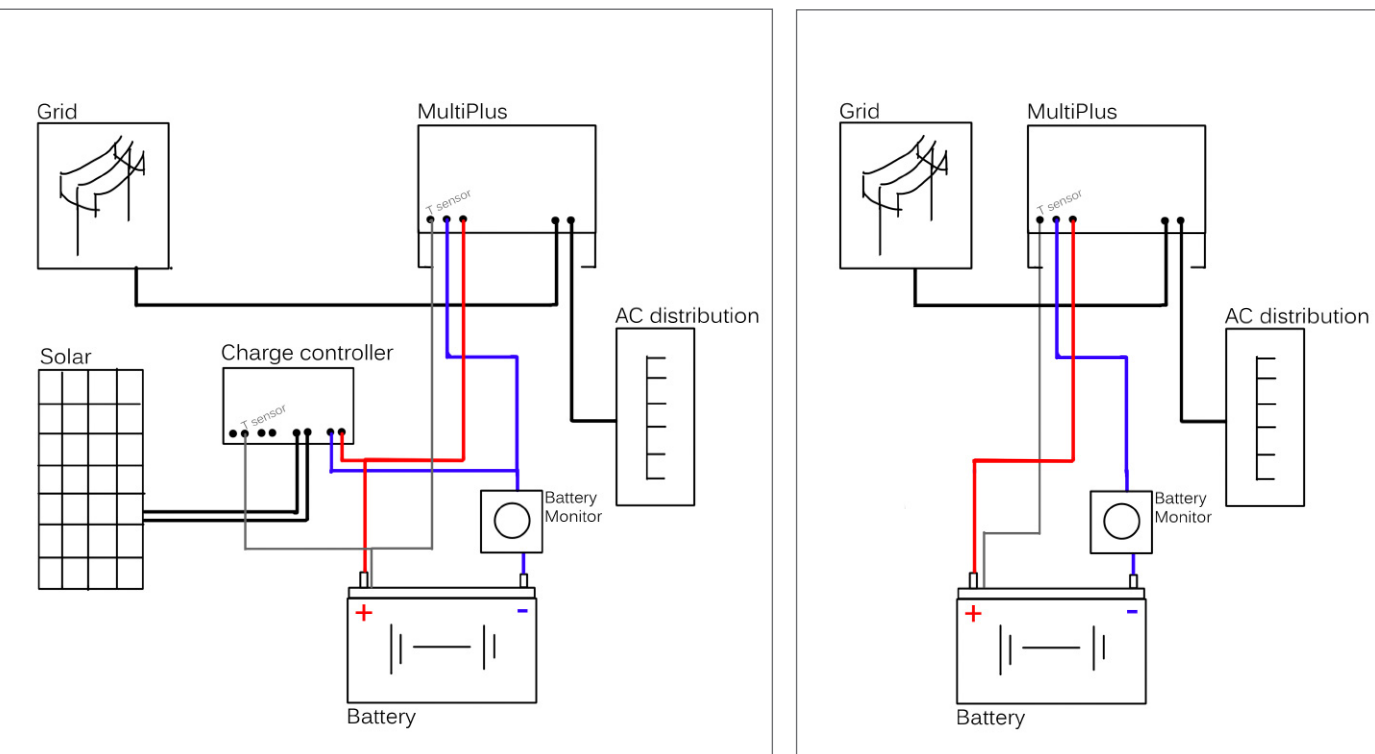 Grid
MultiPlus
T sensor
AC distribution
Solar
Charge controller
T sensor
Battery
Monitor
+
-
Battery
Grid
MultiPlus
T sensor
AC distribution
Battery
Monitor
+
-
Battery